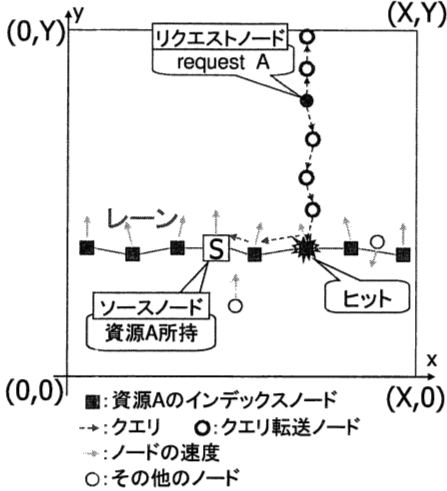 (0,Y)
y
(X,Y)
リクエストノード
request A
レーン
S
ソースノード
資源A所持
ヒット
x
(0,0)
(X,0)
■:資源Aのインデックスノード
クエリ
:クエリ転送ノード
:ノードの速度
○:その他のノード